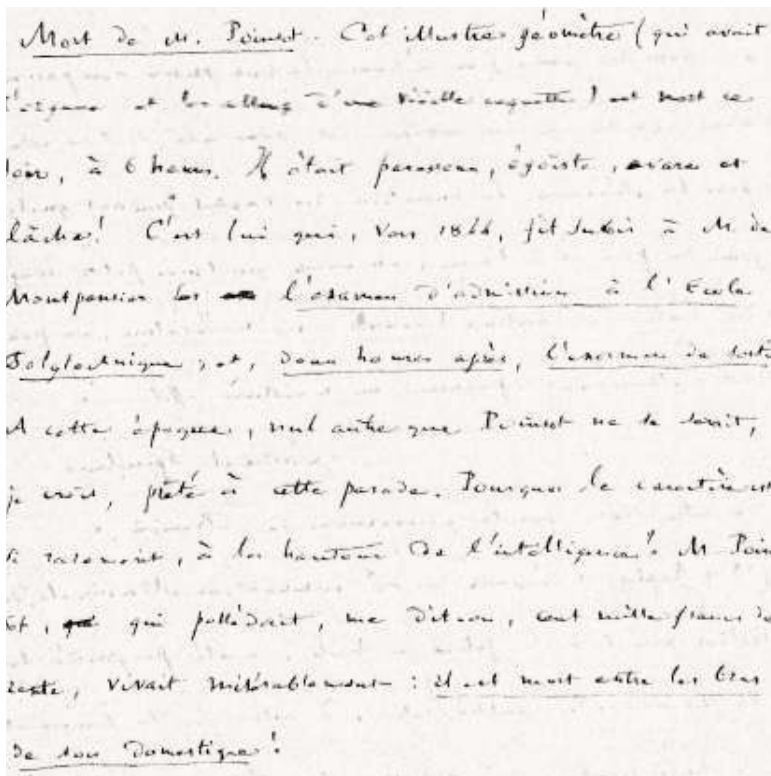 Mort de M. Poinsot. Cet illustre géomètre (qui avait
l'organe et les allures d'une vieille coquette) est mort ce
soir, à 6 heures. Il était paresseux, égoïste, avare et
lâche! C'est lui qui, vers 1844, fit subir à M. de
Montpensier les l'examen d'admission à l'Ecole
Polytechnique, et, deux heures après, l'examen de sortie
A cette époque, nul autre que Poinsot ne se serait,
je crois, prêté à cette parade. Pourquoi le caractère est
si rarement, à la hauteur de l'intelligence! M. Poin
ot, qui possédait, me dit-on, cent mille francs de
rente, vivait misérablement : il est mort entre les bras
de son domestique!